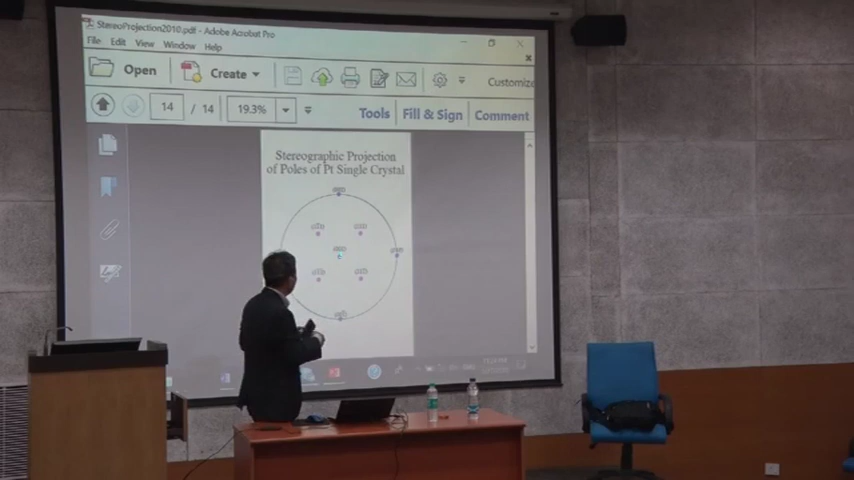 StereoProjection2010.pdf - Adobe Acrobat Pro
File Edit View Window Help
Open Create Customize
14 / 14 19.3% Tools Fill & Sign Comment
Stereographic Projection
of Poles of Pt Single Crystal